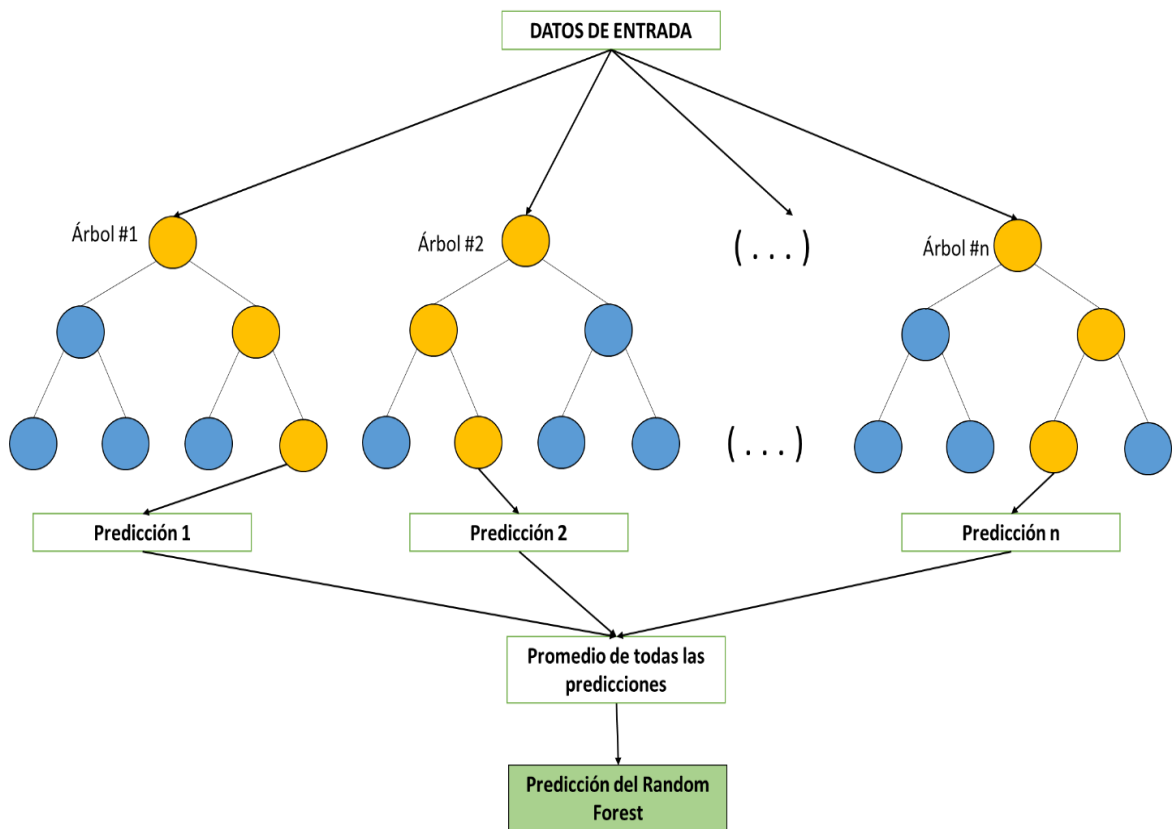 DATOS DE ENTRADA
Árbol #1
Árbol #2
( . . . )
Árbol #n
( . . . )
Predicción 1
Predicción 2
Predicción n
Promedio de todas las
predicciones
Predicción del Random
Forest